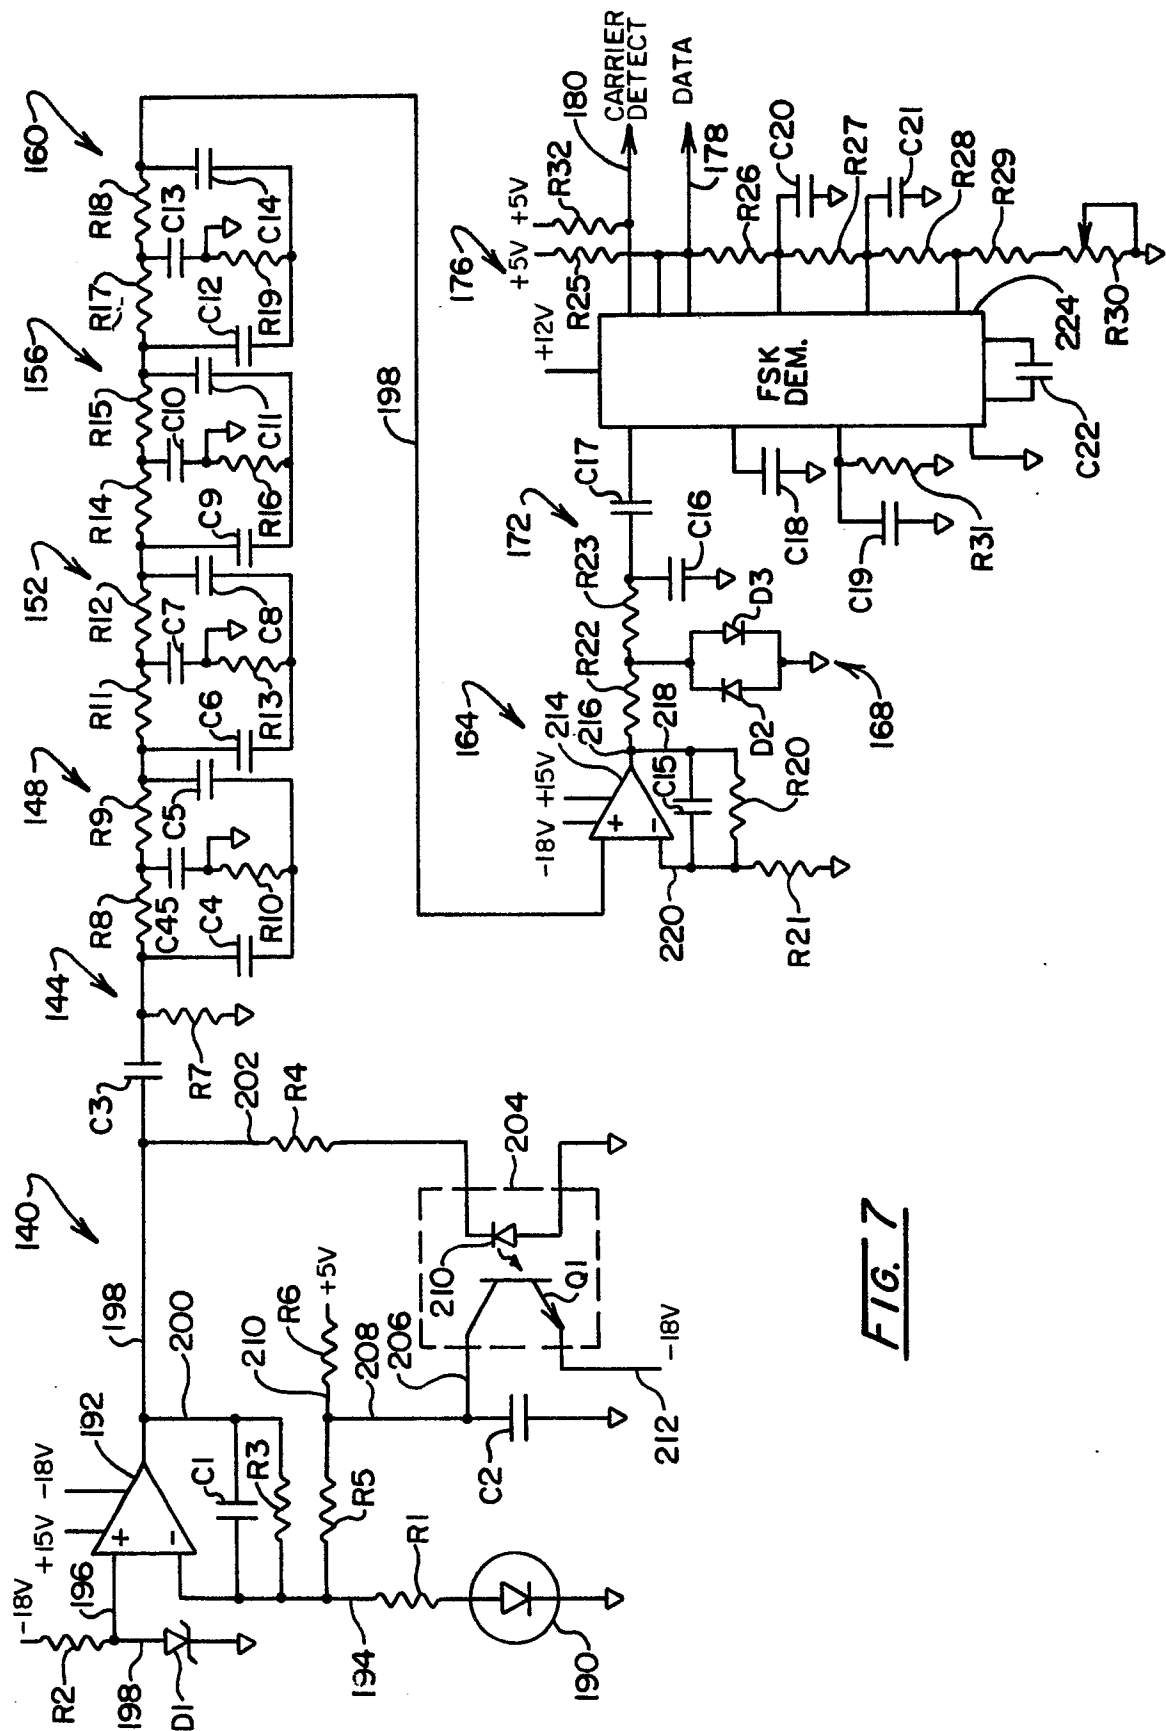 140
144
148
152
156
160
-18V
+15V
-18V
192
198
C3
R8
R9
R11
R12
R14
R15
R17
R18
R2
196
198
D1
+
-
200
C1
R3
210
R6
+5V
R5
208
206
194
R1
190
C2
212
-18V
202
R4
204
210
Q1
R7
C45
C5
C4
R10
C7
C6
C8
R13
C10
C9
C11
R16
C13
C12
C14
R19
198
164
-18V
+15V
214
216
+
-
218
C15
R20
220
R21
R22
R23
172
C16
C17
D2
D3
168
176
+12V
+5V
+5V
R25
R32
180
CARRIER
DETECT
DATA
178
R26
C20
R27
C21
R28
R29
224
R30
FSK
DEM.
C18
C19
R31
C22
FIG. 7